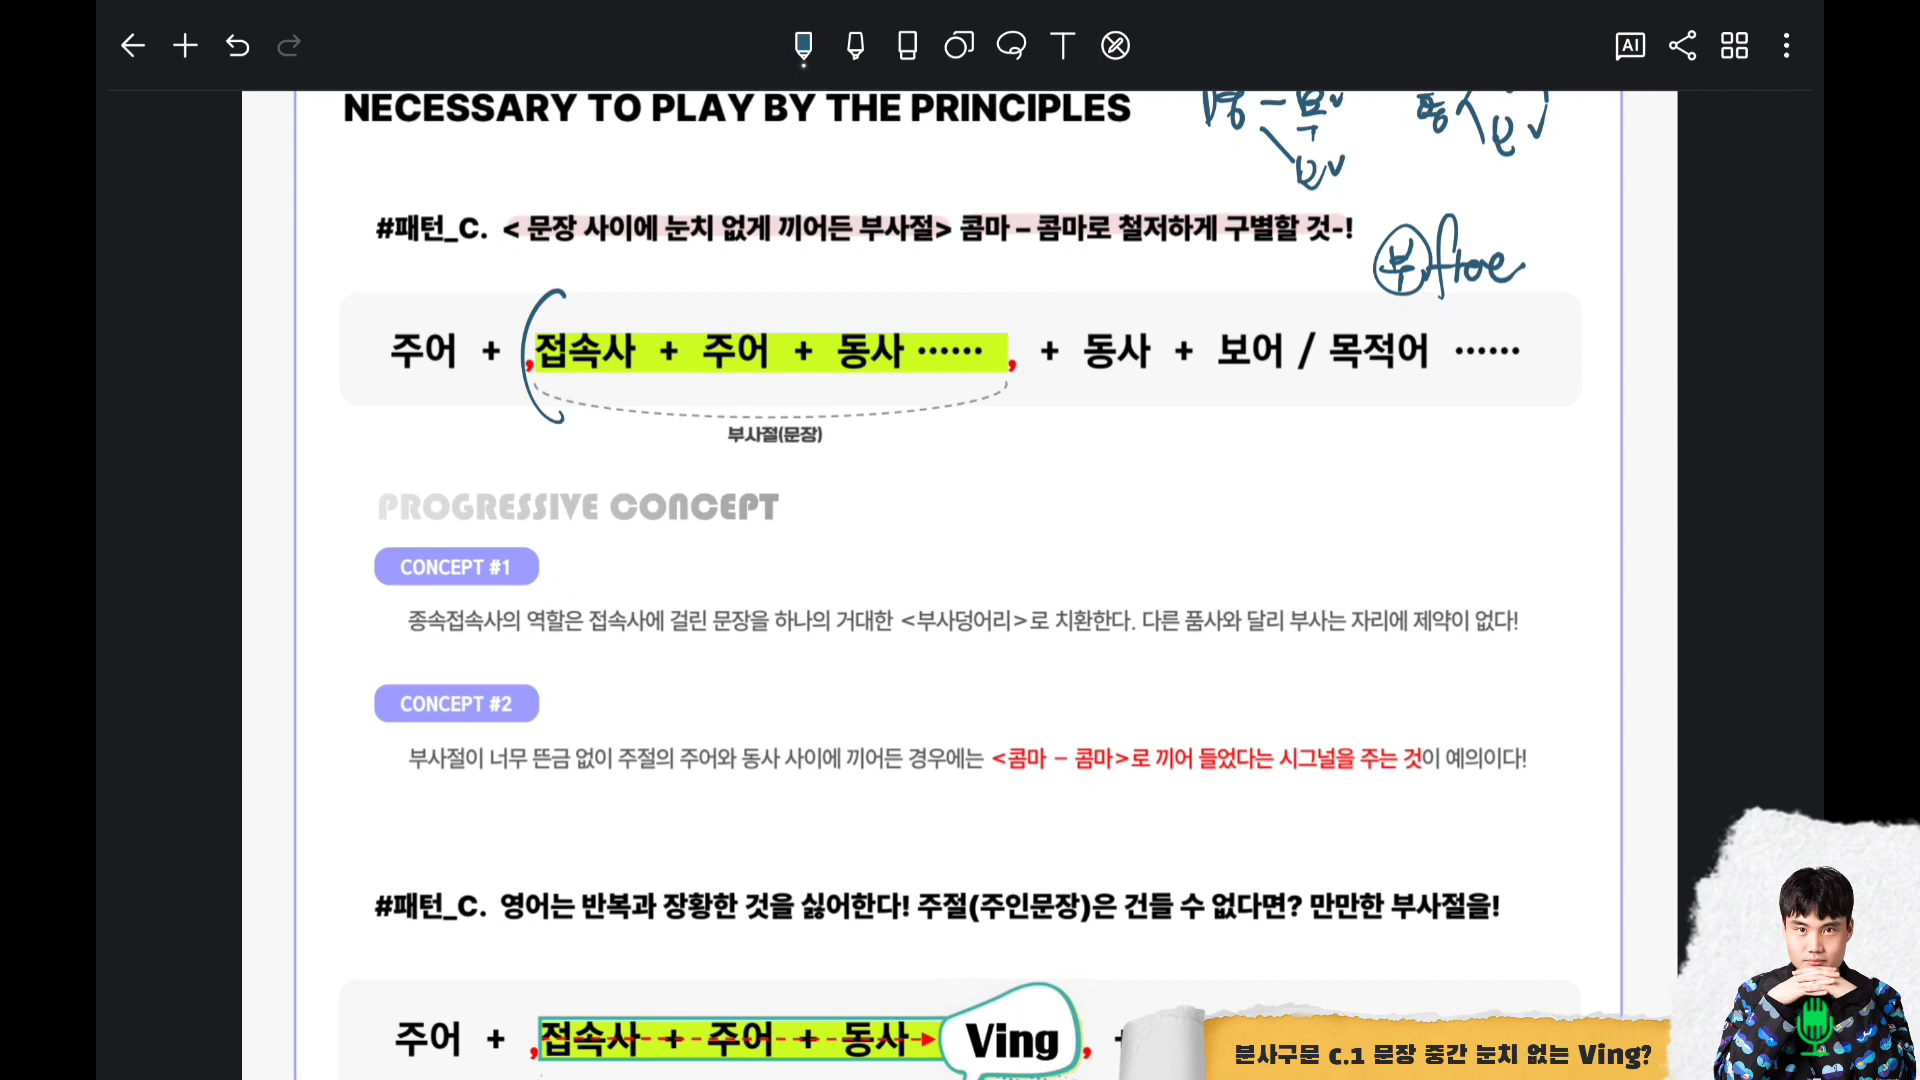 AI
NECESSARY TO PLAY BY THE PRINCIPLES
#패턴_C. < 문장 사이에 눈치 없게 끼어든 부사절> 콤마 – 콤마로 철저하게 구별할 것-!
부 free
주어 + ,접속사 + 주어 + 동사 ⋯⋯, + 동사 + 보어 / 목적어 ⋯⋯
부사절(문장)
PROGRESSIVE CONCEPT
CONCEPT #1
종속접속사의 역할은 접속사에 걸린 문장을 하나의 거대한 <부사덩어리>로 치환한다. 다른 품사와 달리 부사는 자리에 제약이 없다!
CONCEPT #2
부사절이 너무 뜬금 없이 주절의 주어와 동사 사이에 끼어든 경우에는 <콤마 – 콤마>로 끼어 들었다는 시그널을 주는 것이 예의이다!
#패턴_C. 영어는 반복과 장황한 것을 싫어한다! 주절(주인문장)은 건들 수 없다면? 만만한 부사절을!
주어 + ,접속사 + 주어 + 동사 Ving , +
분사구문 c.1 문장 중간 눈치 없는 Ving?